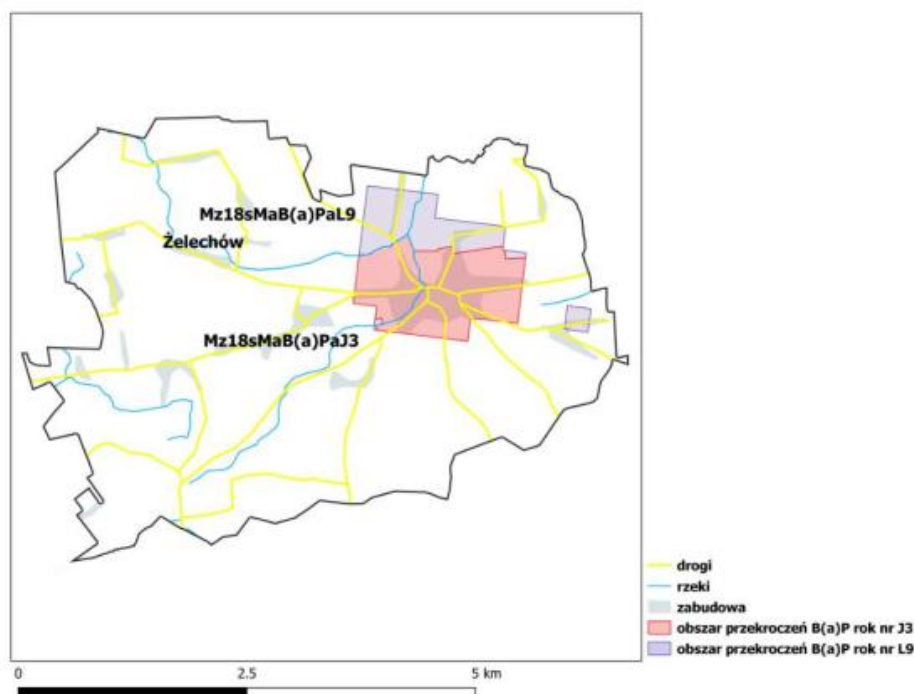 Mz18sMaB(a)PaL9
Żelechów
Mz18sMaB(a)PaJ3
drogi
rzeki
zabudowa
obszar przekroczeń B(a)P rok nr J3
obszar przekroczeń B(a)P rok nr L9
0 2.5 5 km